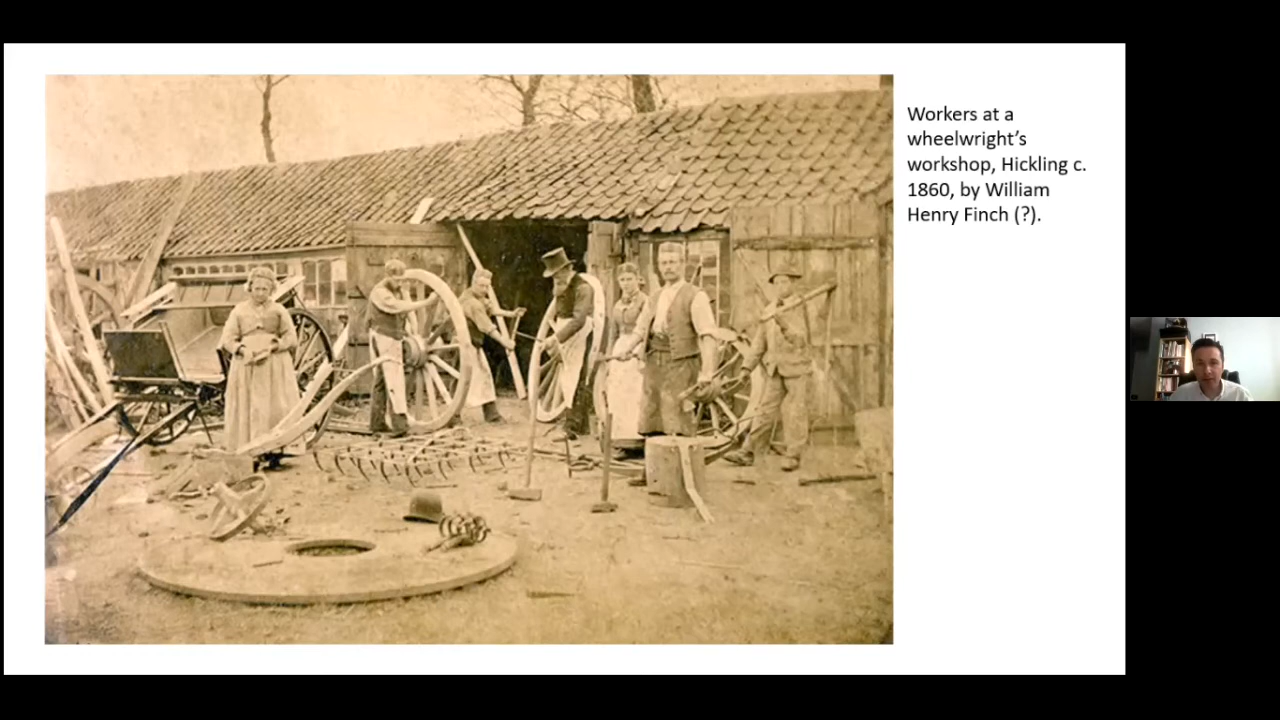 Workers at a
wheelwright’s
workshop, Hickling c.
1860, by William
Henry Finch (?).